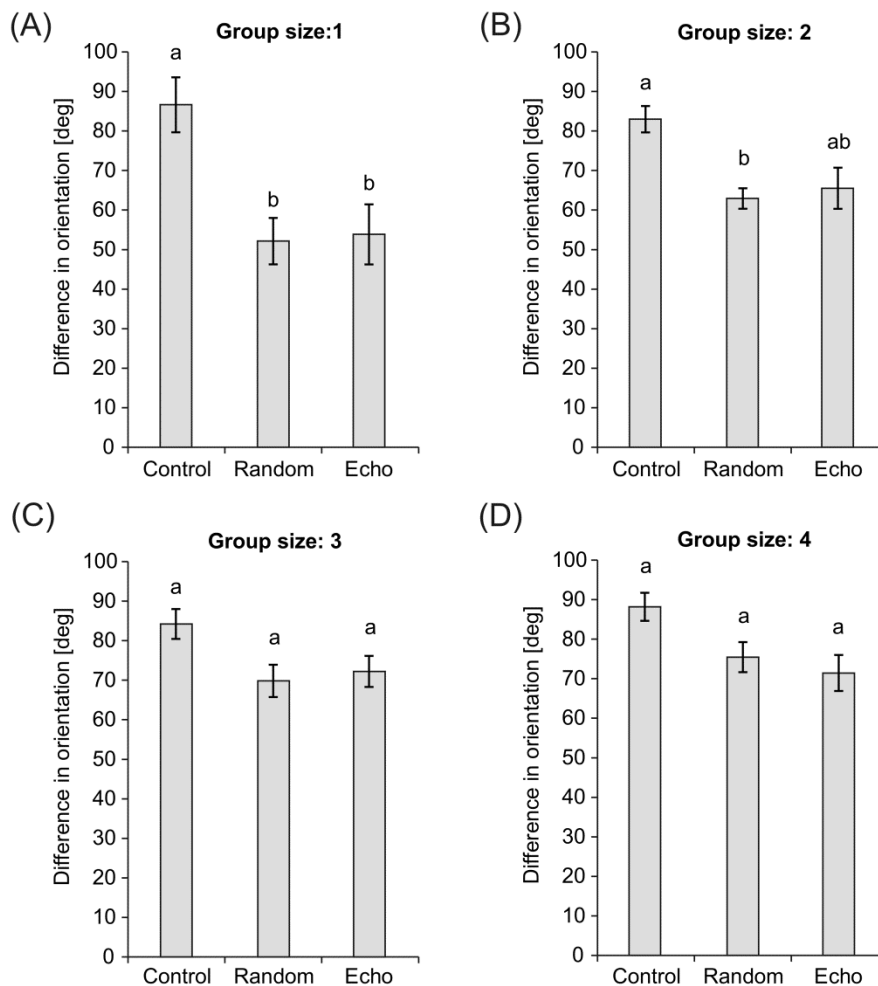 (A)
Group size:1
Difference in orientation [deg]
100
90
80
70
60
50
40
30
20
10
0
a
b
b
Control Random Echo
(B)
Group size: 2
Difference in orientation [deg]
100
90
80
70
60
50
40
30
20
10
0
a
b
ab
Control Random Echo
(C)
Group size: 3
Difference in orientation [deg]
100
90
80
70
60
50
40
30
20
10
0
a
a
a
Control Random Echo
(D)
Group size: 4
Difference in orientation [deg]
100
90
80
70
60
50
40
30
20
10
0
a
a
a
Control Random Echo